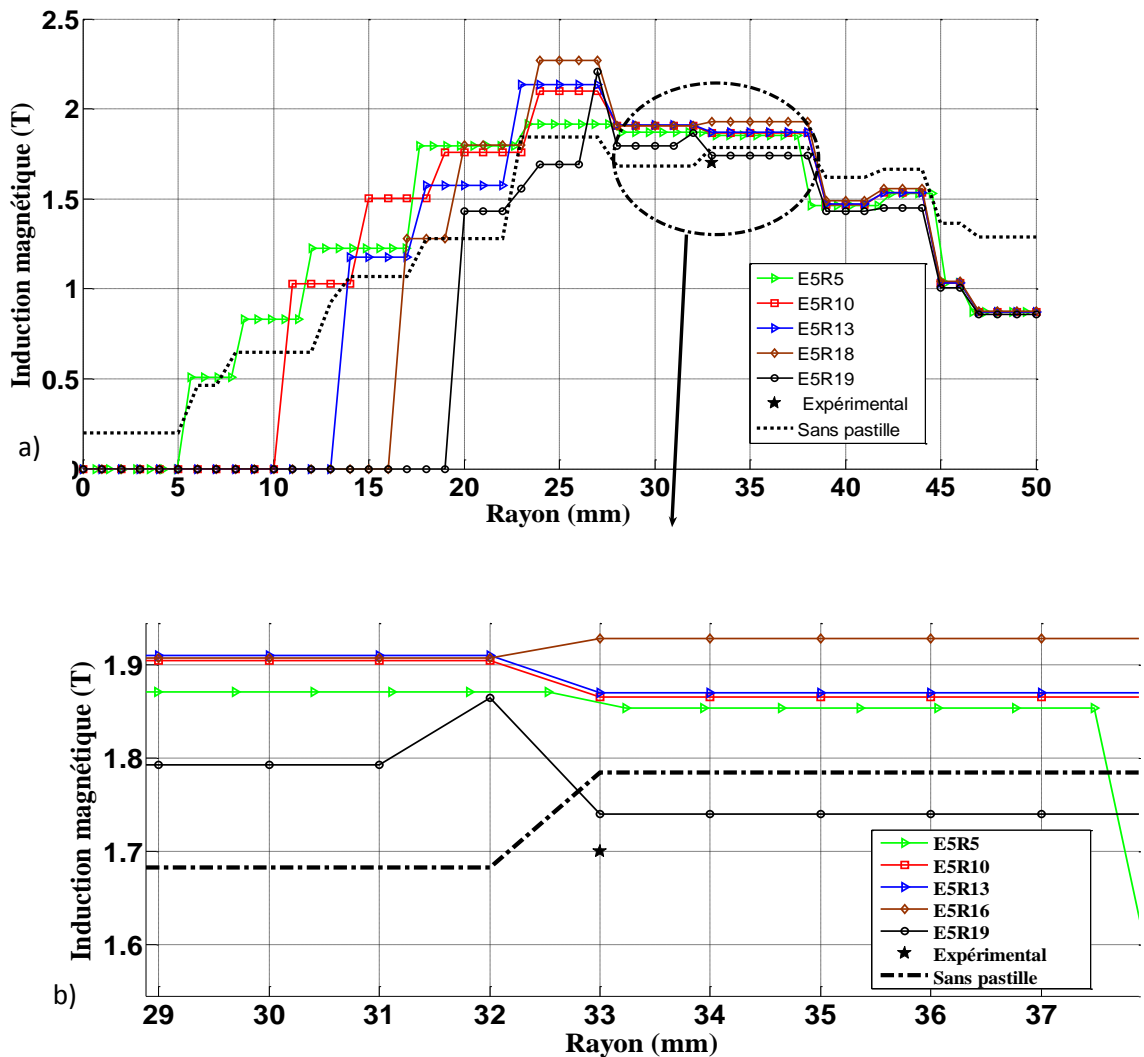 2.5
2
1.5
1
0.5
0
Induction magnétique (T)
a)
0 5 10 15 20 25 30 35 40 45 50
Rayon (mm)
E5R5
E5R10
E5R13
E5R18
E5R19
Expérimental
Sans pastille
1.9
1.8
1.7
1.6
Induction magnétique (T)
b)
29 30 31 32 33 34 35 36 37
Rayon (mm)
E5R5
E5R10
E5R13
E5R16
E5R19
Expérimental
Sans pastille